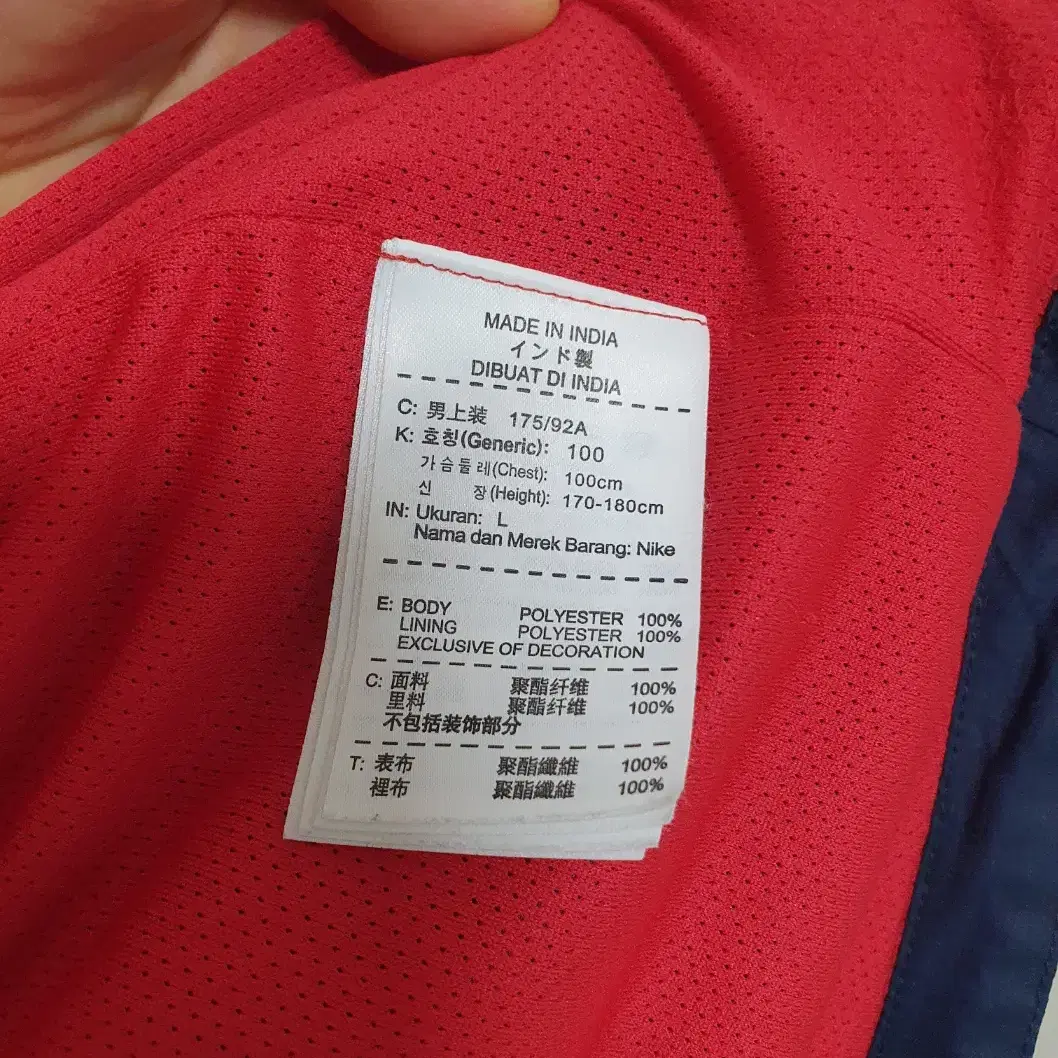 MADE IN INDIA
インド製
DIBUAT DI INDIA
C: 男上装 175/92A
K: 호칭(Generic): 100
가슴둘레(Chest): 100cm
신 장(Height): 170-180cm
IN: Ukuran: L
Nama dan Merek Barang: Nike
E: BODY POLYESTER 100%
LINING POLYESTER 100%
EXCLUSIVE OF DECORATION
C: 面料 聚酯纤维 100%
里料 聚酯纤维 100%
不包括装饰部分
T: 表布 聚酯纖維 100%
裡布 聚酯纖維 100%